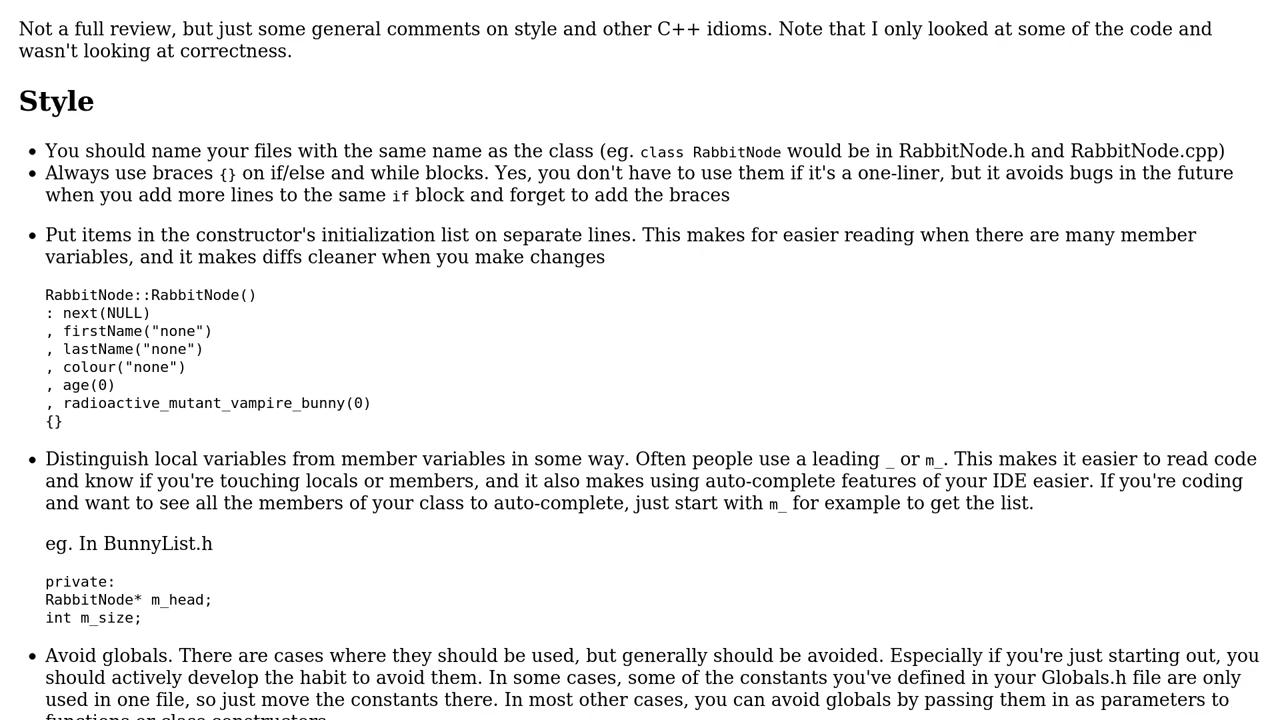 Not a full review, but just some general comments on style and other C++ idioms. Note that I only looked at some of the code and
wasn't looking at correctness.
Style
• You should name your files with the same name as the class (eg. class RabbitNode would be in RabbitNode.h and RabbitNode.cpp)
• Always use braces {} on if/else and while blocks. Yes, you don't have to use them if it's a one-liner, but it avoids bugs in the future
when you add more lines to the same if block and forget to add the braces
• Put items in the constructor's initialization list on separate lines. This makes for easier reading when there are many member
variables, and it makes diffs cleaner when you make changes
RabbitNode::RabbitNode()
: next(NULL)
, firstName("none")
, lastName("none")
, colour("none")
, age(0)
, radioactive_mutant_vampire_bunny(0)
{}
• Distinguish local variables from member variables in some way. Often people use a leading _ or m_. This makes it easier to read code
and know if you're touching locals or members, and it also makes using auto-complete features of your IDE easier. If you're coding
and want to see all the members of your class to auto-complete, just start with m_ for example to get the list.
eg. In BunnyList.h
private:
RabbitNode* m_head;
int m_size;
• Avoid globals. There are cases where they should be used, but generally should be avoided. Especially if you're just starting out, you
should actively develop the habit to avoid them. In some cases, some of the constants you've defined in your Globals.h file are only
used in one file, so just move the constants there. In most other cases, you can avoid globals by passing them in as parameters to
functions or class constructors